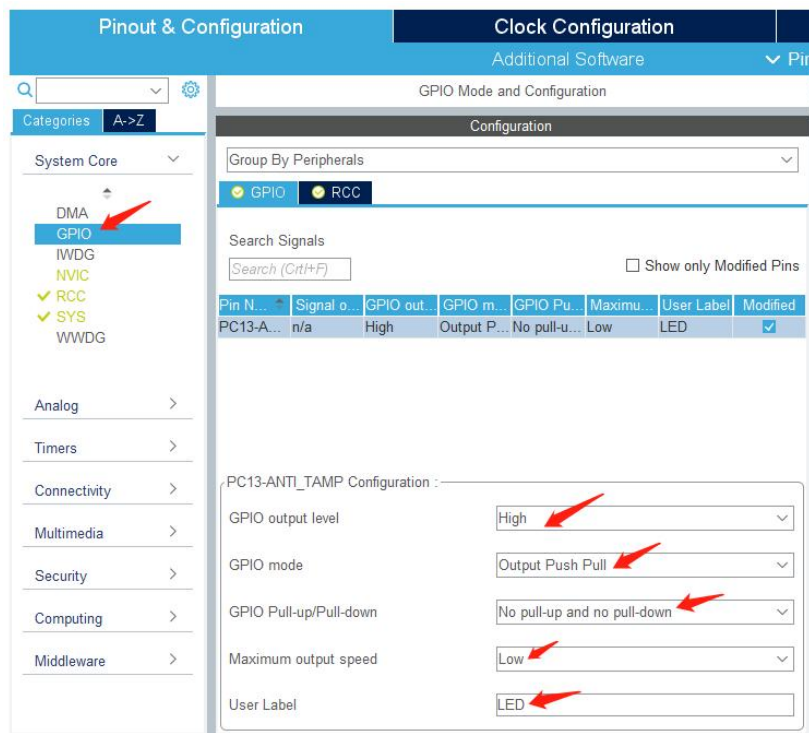 Pinout & Configuration
Clock Configuration
Additional Software
Pin
GPIO Mode and Configuration
Categories
A->Z
Configuration
System Core
Group By Peripherals
GPIO
RCC
DMA
GPIO
IWDG
NVIC
RCC
SYS
WWDG
Search Signals
Search (Crtl+F)
Show only Modified Pins
Pin N... Signal o... GPIO out... GPIO m... GPIO Pu... Maximu... User Label Modified
PC13-A... n/a High Output P... No pull-u... Low LED
Analog
Timers
Connectivity
Multimedia
Security
Computing
Middleware
PC13-ANTI_TAMP Configuration :
GPIO output level High
GPIO mode Output Push Pull
GPIO Pull-up/Pull-down No pull-up and no pull-down
Maximum output speed Low
User Label LED